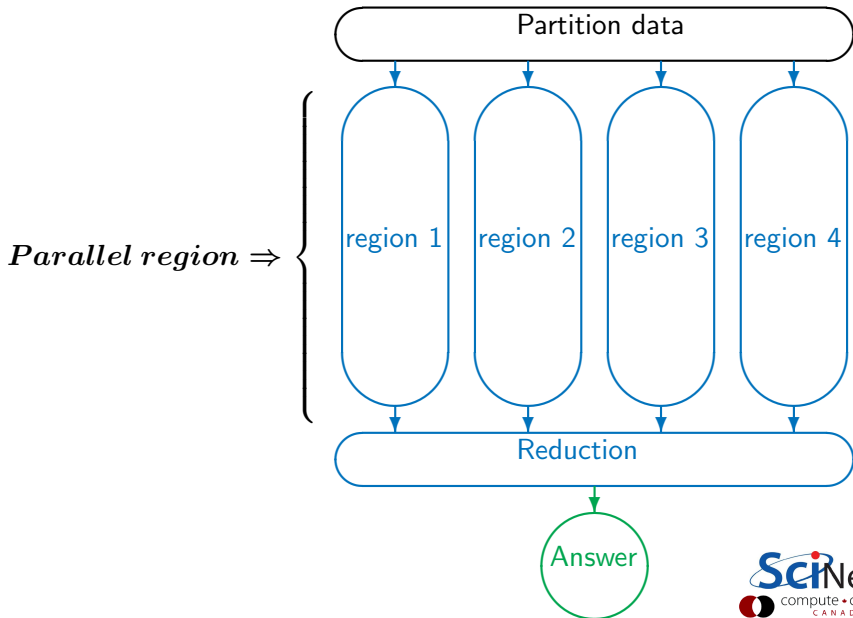 Partition data
Parallel region ⇒
region 1 region 2 region 3 region 4
Reduction
Answer
SciNe
compute • c
CANAD